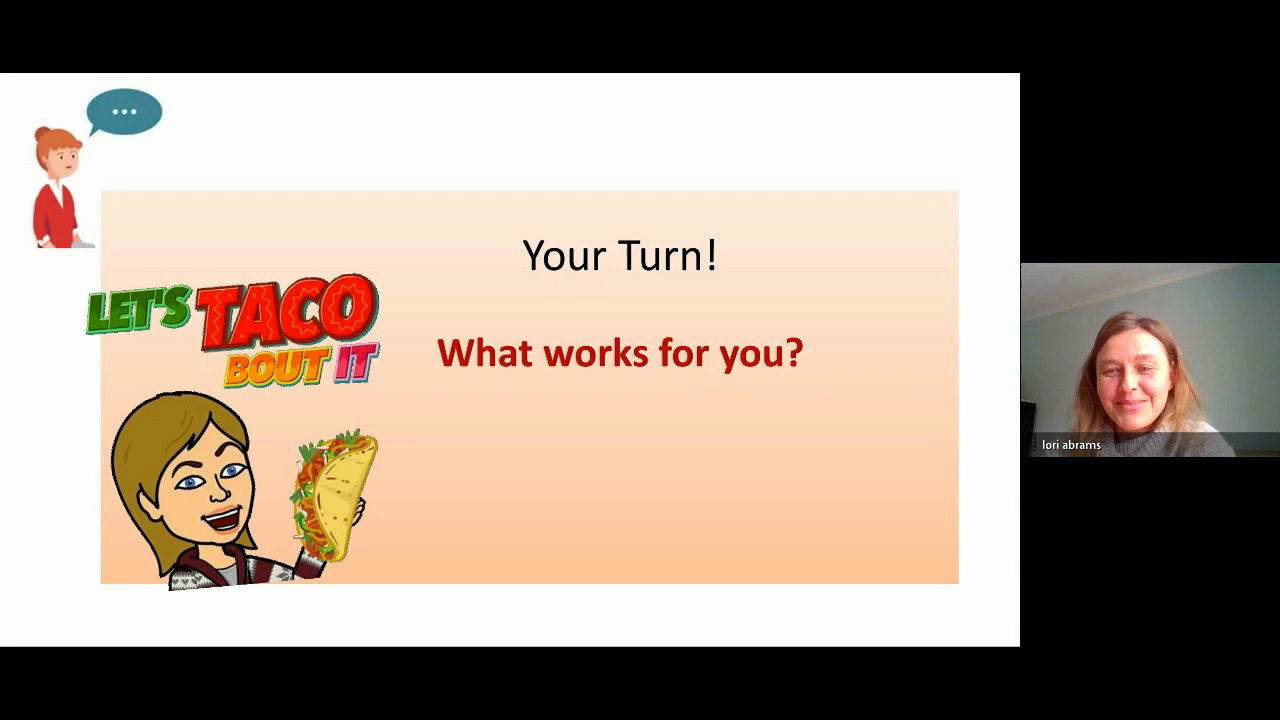 Your Turn!
LET'S TACO
BOUT IT
What works for you?
lori abrams